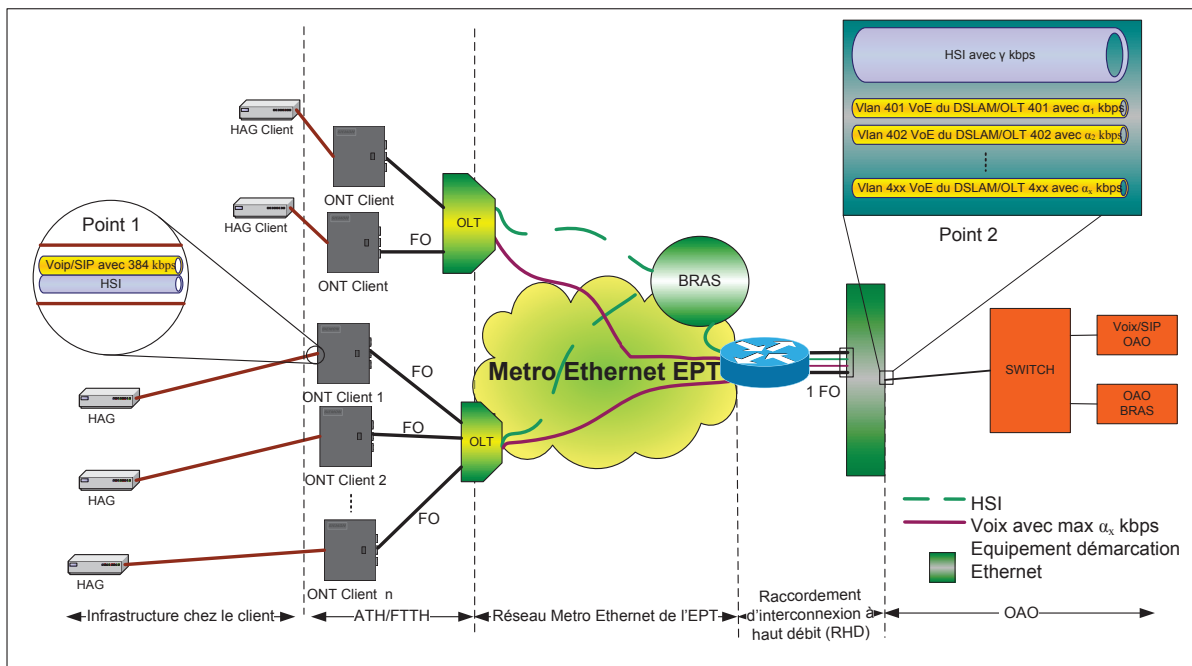 HSI avec γ kbps
Vlan 401 VoE du DSLAM/OLT 401 avec α₁ kbps
Vlan 402 VoE du DSLAM/OLT 402 avec α₂ kbps
Vlan 4xx VoE du DSLAM/OLT 4xx avec αₓ kbps
Point 2
HAG Client
ONT Client
HAG Client
ONT Client
FO
OLT
Point 1
Voip/SIP avec 384 kbps
HSI
BRAS
Metro Ethernet EPT
1 FO
SWITCH
Voix/SIP
OAO
OAO
BRAS
HAG
ONT Client 1
FO
HAG
ONT Client 2
FO
OLT
HAG
ONT Client n
FO
HSI
Voix avec max αₓ kbps
Equipement démarcation
Ethernet
Infrastructure chez le client
ATH/FTTH
Réseau Metro Ethernet de l'EPT
Raccordement
d'interconnexion à
haut débit (RHD)
OAO